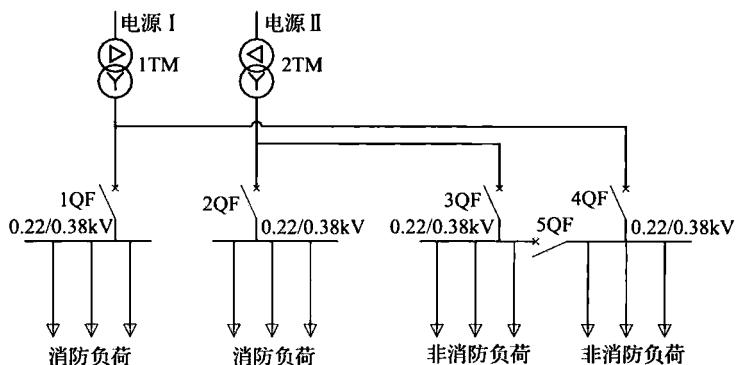 电源Ⅰ 电源Ⅱ
1TM 2TM
1QF 2QF 3QF 4QF
0.22/0.38kV 0.22/0.38kV 0.22/0.38kV 5QF 0.22/0.38kV
消防负荷 消防负荷 非消防负荷 非消防负荷